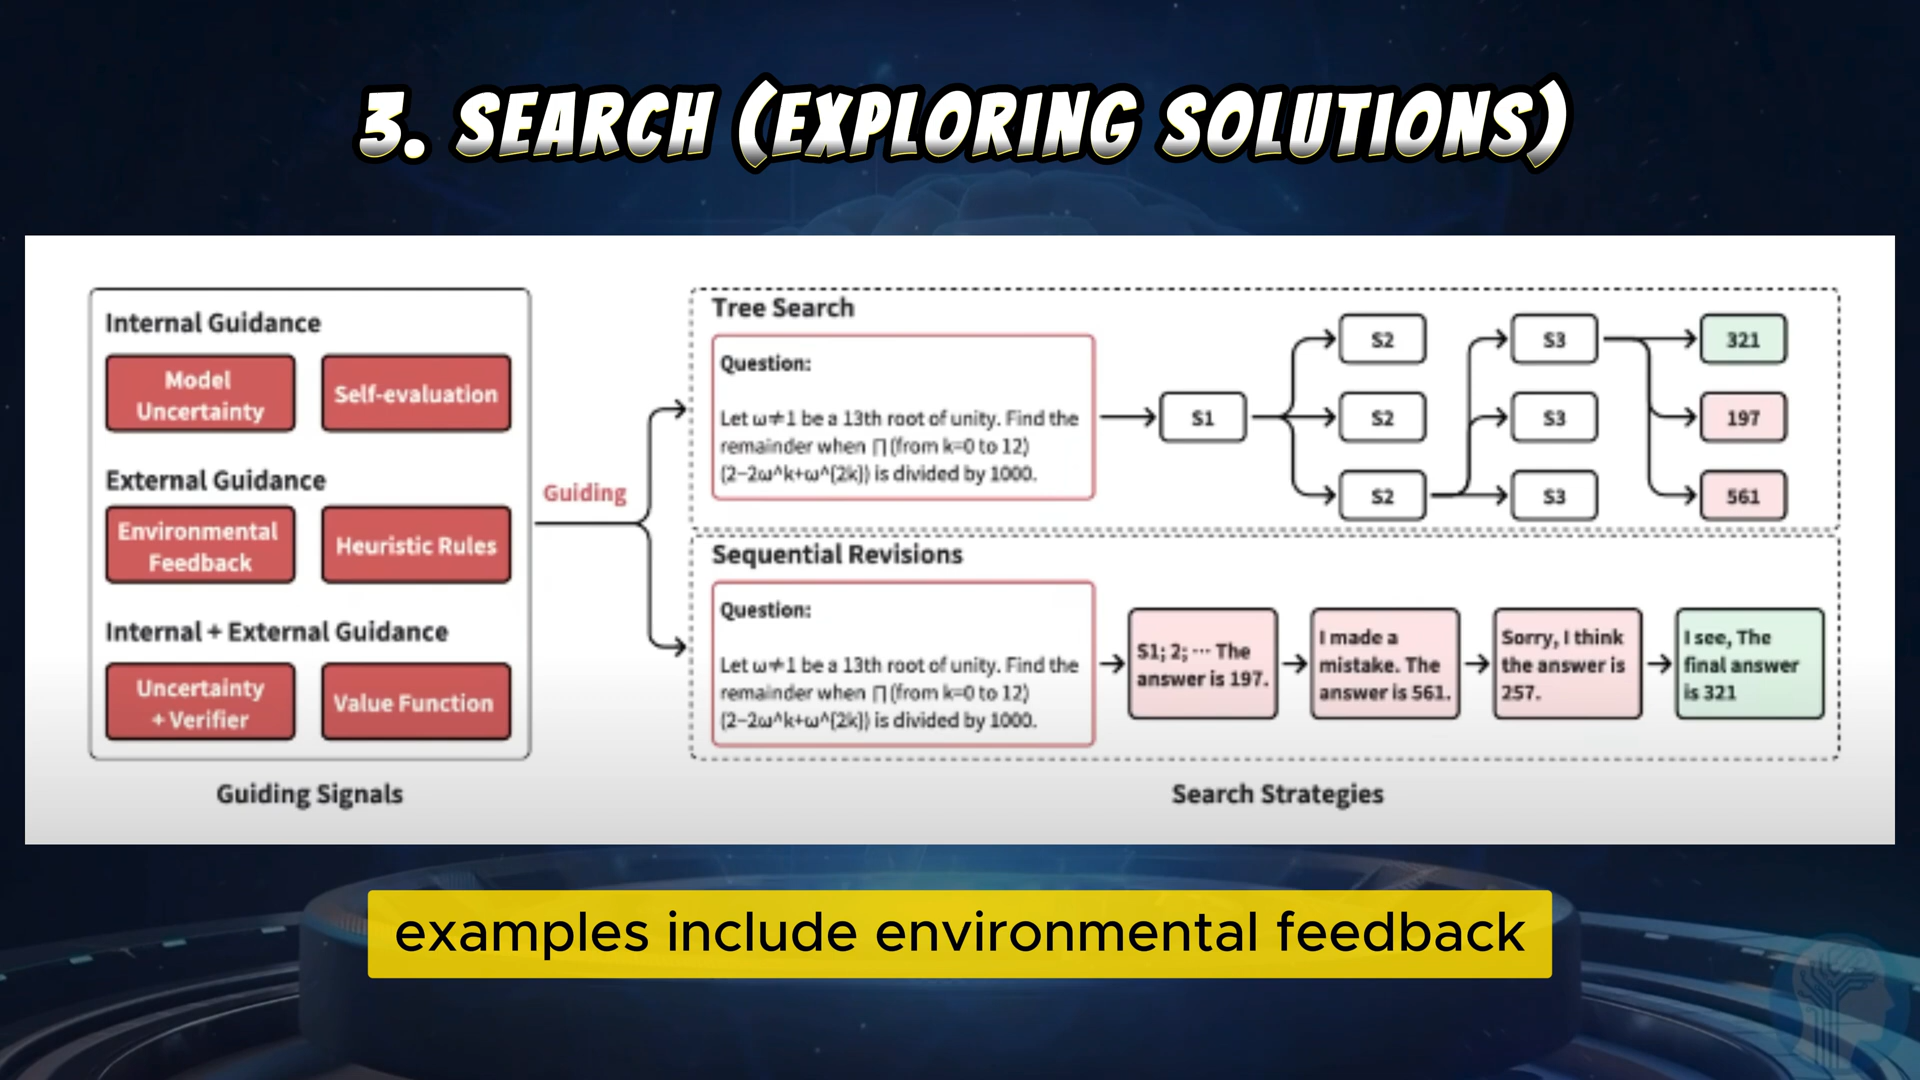 3. SEARCH (EXPLORING SOLUTIONS)
Internal Guidance
Model
Uncertainty
Self-evaluation
External Guidance
Environmental
Feedback
Heuristic Rules
Internal + External Guidance
Uncertainty
+ Verifier
Value Function
Guiding Signals
Guiding
Tree Search
Question:
Let ω≠1 be a 13th root of unity. Find the
remainder when ∏(from k=0 to 12)
(2−2ω^k+ω^{2k}) is divided by 1000.
S1
S2
S2
S2
S3
S3
S3
321
197
561
Sequential Revisions
Question:
Let ω≠1 be a 13th root of unity. Find the
remainder when ∏(from k=0 to 12)
(2−2ω^k+ω^{2k}) is divided by 1000.
S1; 2; ··· The
answer is 197.
I made a
mistake. The
answer is 561.
Sorry, I think
the answer is
257.
I see, The
final answer
is 321
Search Strategies
examples include environmental feedback